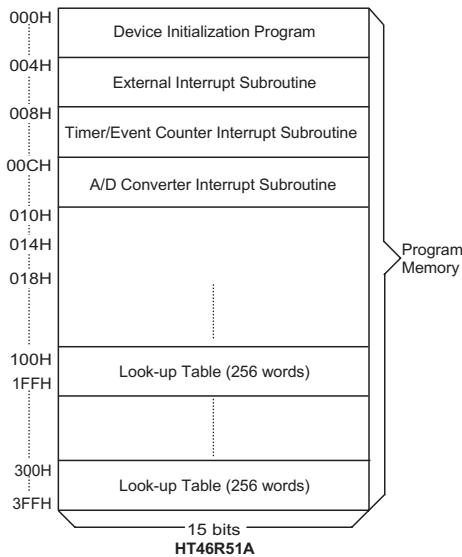 000H
Device Initialization Program
004H
External Interrupt Subroutine
008H
Timer/Event Counter Interrupt Subroutine
00CH
A/D Converter Interrupt Subroutine
010H
014H
018H
Program
Memory
100H
Look-up Table (256 words)
1FFH
300H
Look-up Table (256 words)
3FFH
15 bits
HT46R51A